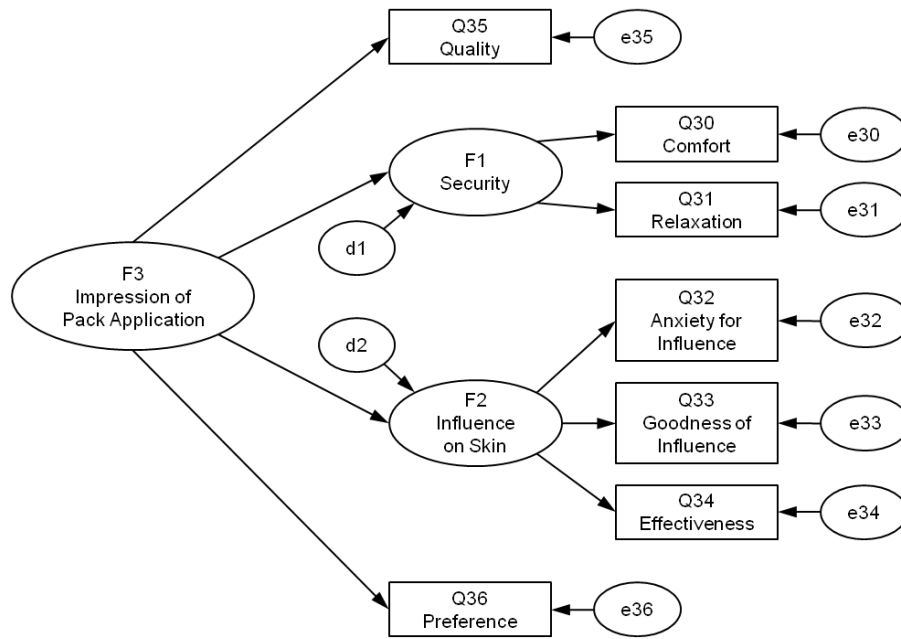 Q35
Quality
e35
Q30
Comfort
e30
F1
Security
Q31
Relaxation
e31
d1
F3
Impression of
Pack Application
Q32
Anxiety for
Influence
e32
d2
F2
Influence
on Skin
Q33
Goodness of
Influence
e33
Q34
Effectiveness
e34
Q36
Preference
e36